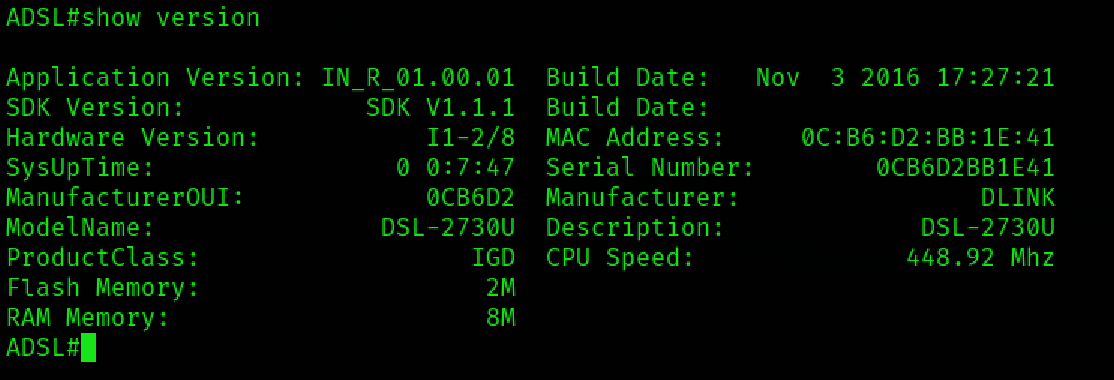 ADSL#show version
Application Version: IN_R_01.00.01 Build Date: Nov 3 2016 17:27:21
SDK Version: SDK V1.1.1 Build Date:
Hardware Version: I1-2/8 MAC Address: 0C:B6:D2:BB:1E:41
SysUpTime: 0 0:7:47 Serial Number: 0CB6D2BB1E41
ManufacturerOUI: 0CB6D2 Manufacturer: DLINK
ModelName: DSL-2730U Description: DSL-2730U
ProductClass: IGD CPU Speed: 448.92 Mhz
Flash Memory: 2M
RAM Memory: 8M
ADSL#